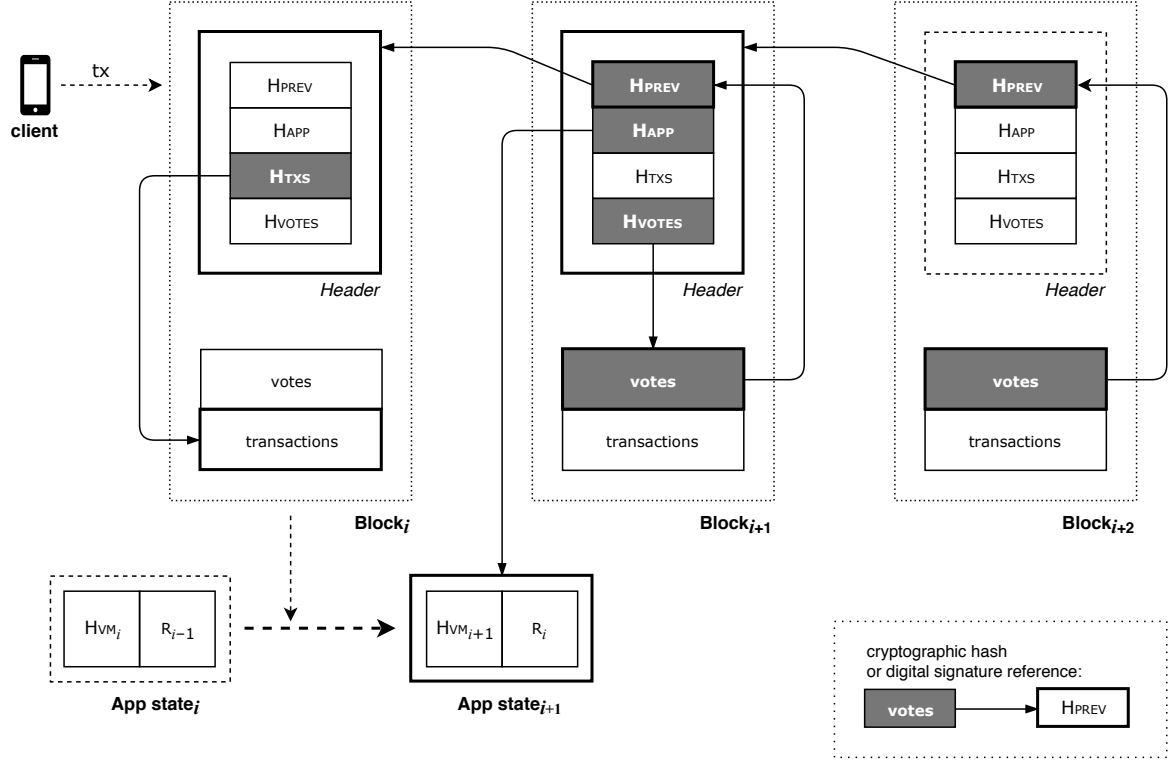 tx
client
HPREV
HAPP
HTXS
HVOTES
Header
votes
transactions
Blocki
HPREV
HAPP
HTXS
HVOTES
Header
votes
transactions
Blocki+1
HPREV
HAPP
HTXS
HVOTES
Header
votes
transactions
Blocki+2
HVMi
Ri−1
App statei
HVMi+1
Ri
App statei+1
cryptographic hash
or digital signature reference:
votes
HPREV